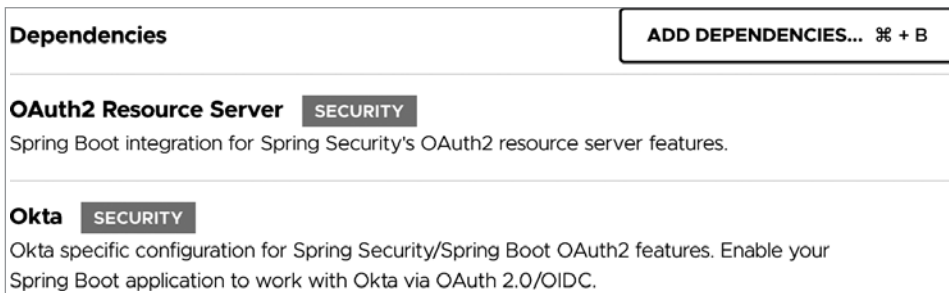 Dependencies
ADD DEPENDENCIES... ⌘ + B
OAuth2 Resource Server SECURITY
Spring Boot integration for Spring Security's OAuth2 resource server features.
Okta SECURITY
Okta specific configuration for Spring Security/Spring Boot OAuth2 features. Enable your
Spring Boot application to work with Okta via OAuth 2.0/OIDC.